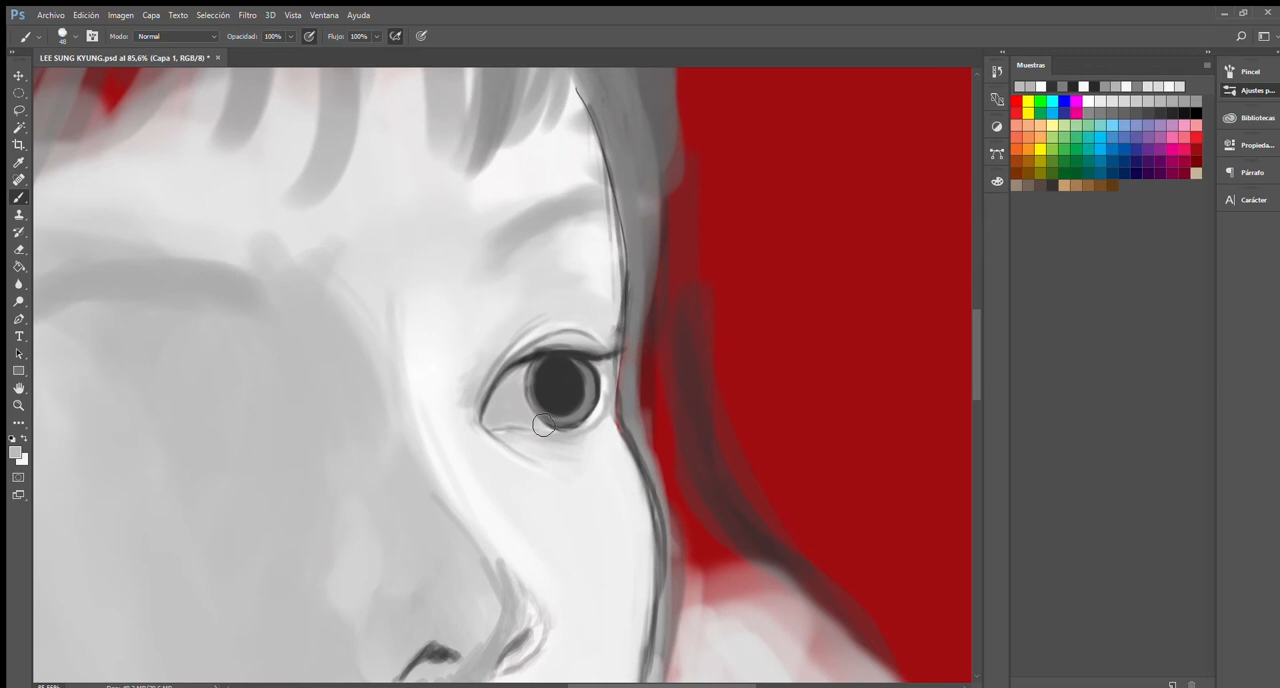 Ps Archivo Edición Imagen Capa Texto Selección Filtro 3D Vista Ventana Ayuda
48 Modo: Normal Opacidad: 100% Flujo: 100%
LEE SUNG KYUNG.psd al 85,6% (Capa 1, RGB/8) * ×
Muestras
Pincel
Ajustes p...
Bibliotecas
Propieda...
Párrafo
Carácter